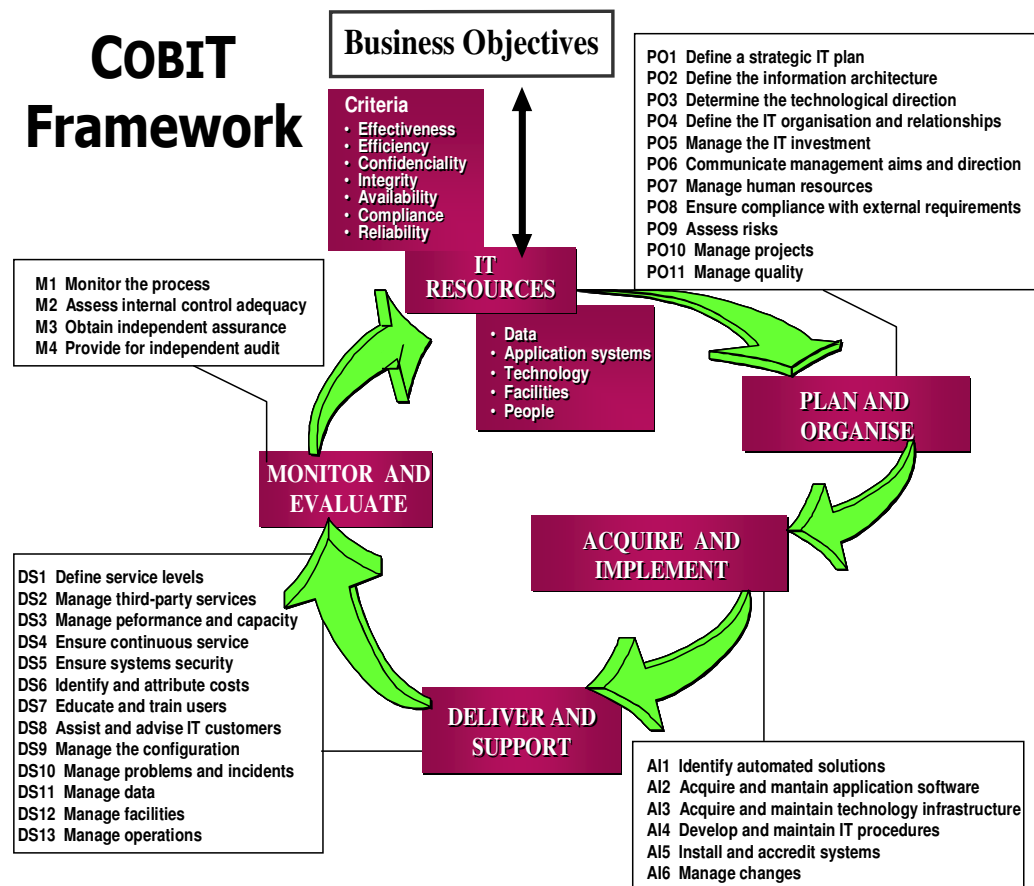 COBIT
Framework
Business Objectives
Criteria
• Effectiveness
• Efficiency
• Confidenciality
• Integrity
• Availability
• Compliance
• Reliability
PO1 Define a strategic IT plan
PO2 Define the information architecture
PO3 Determine the technological direction
PO4 Define the IT organisation and relationships
PO5 Manage the IT investment
PO6 Communicate management aims and direction
PO7 Manage human resources
PO8 Ensure compliance with external requirements
PO9 Assess risks
PO10 Manage projects
PO11 Manage quality
IT
RESOURCES
M1 Monitor the process
M2 Assess internal control adequacy
M3 Obtain independent assurance
M4 Provide for independent audit
• Data
• Application systems
• Technology
• Facilities
• People
PLAN AND
ORGANISE
MONITOR AND
EVALUATE
ACQUIRE AND
IMPLEMENT
DS1 Define service levels
DS2 Manage third-party services
DS3 Manage peformance and capacity
DS4 Ensure continuous service
DS5 Ensure systems security
DS6 Identify and attribute costs
DS7 Educate and train users
DS8 Assist and advise IT customers
DS9 Manage the configuration
DS10 Manage problems and incidents
DS11 Manage data
DS12 Manage facilities
DS13 Manage operations
DELIVER AND
SUPPORT
AI1 Identify automated solutions
AI2 Acquire and mantain application software
AI3 Acquire and maintain technology infrastructure
AI4 Develop and maintain IT procedures
AI5 Install and accredit systems
AI6 Manage changes